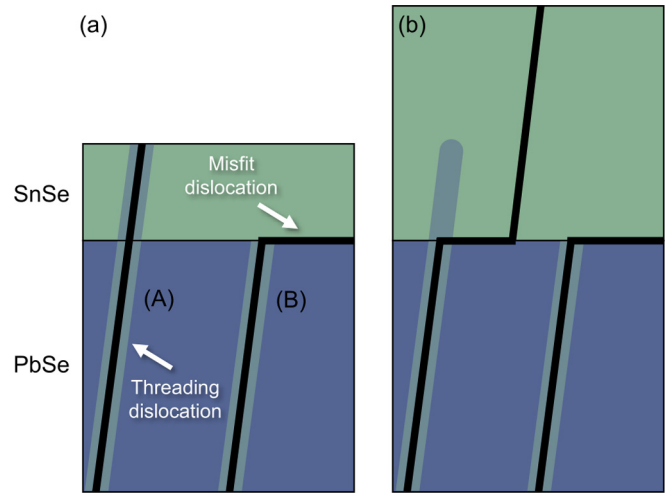 (a)
(b)
SnSe
Misfit
dislocation
(A)
(B)
PbSe
Threading
dislocation